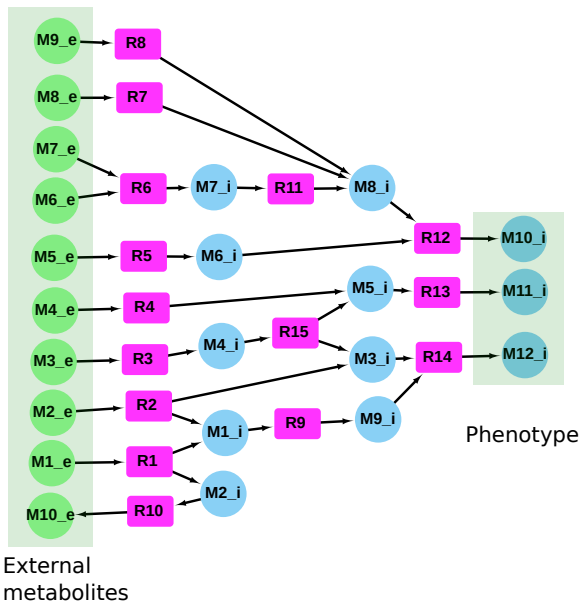 M9_e R8
M8_e R7
M7_e
M6_e R6 M7_i R11 M8_i
R12 M10_i
M5_e R5 M6_i
M4_e R4 M5_i R13 M11_i
M3_e R3 M4_i R15
M3_i R14 M12_i
M2_e R2
M1_i R9 M9_i
Phenotype
M1_e R1
M2_i
M10_e R10
External
metabolites